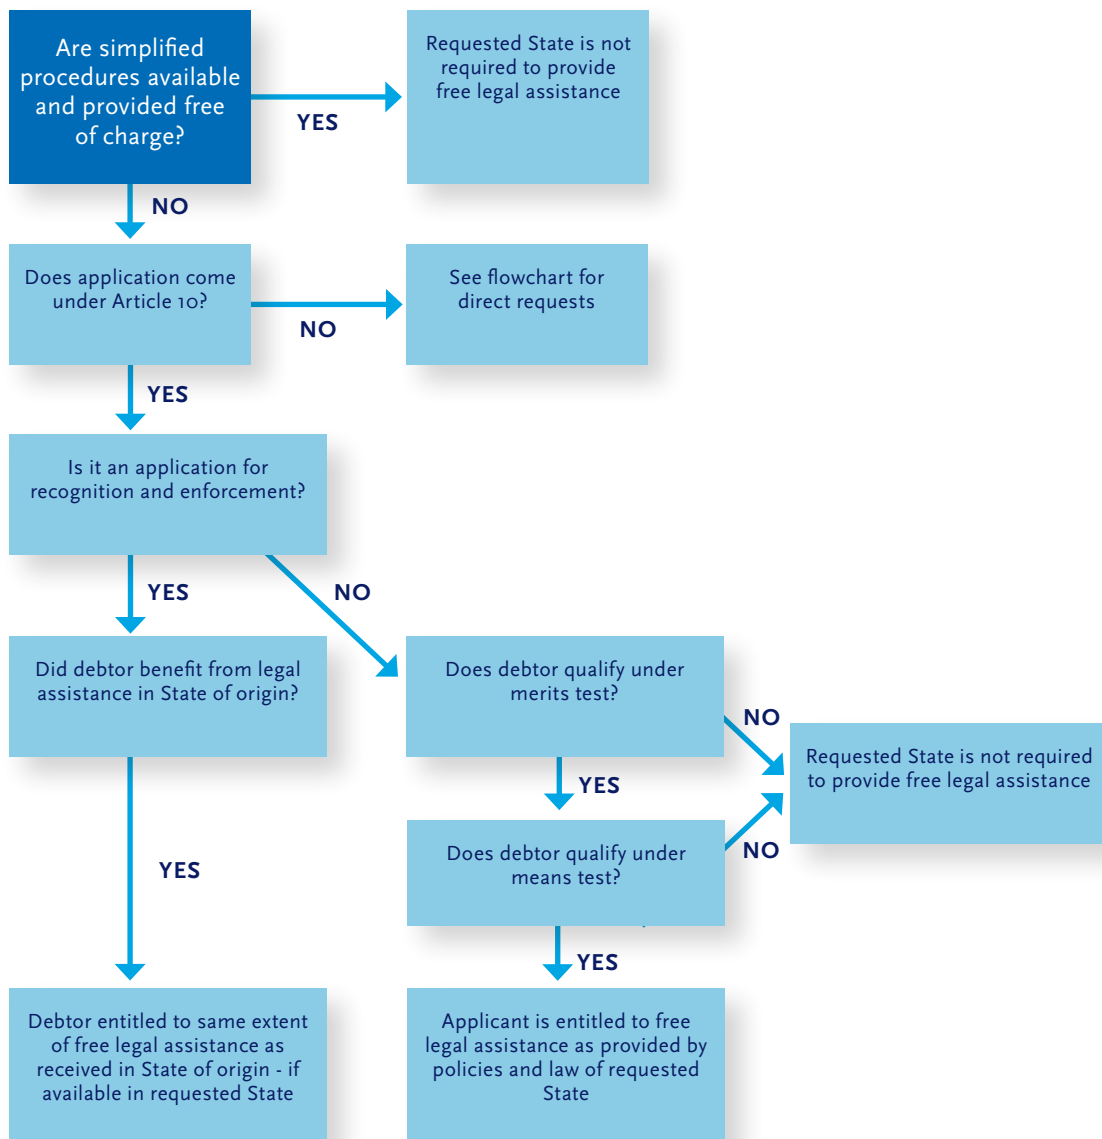 Are simplified
procedures available
and provided free
of charge?
YES
Requested State is not
required to provide
free legal assistance
NO
Does application come
under Article 10?
NO
See flowchart for
direct requests
YES
Is it an application for
recognition and enforcement?
YES
NO
Did debtor benefit from legal
assistance in State of origin?
Does debtor qualify under
merits test?
NO
Requested State is not required
to provide free legal assistance
YES
Does debtor qualify under
means test?
NO
YES
YES
Debtor entitled to same extent
of free legal assistance as
received in State of origin - if
available in requested State
Applicant is entitled to free
legal assistance as provided by
policies and law of requested
State